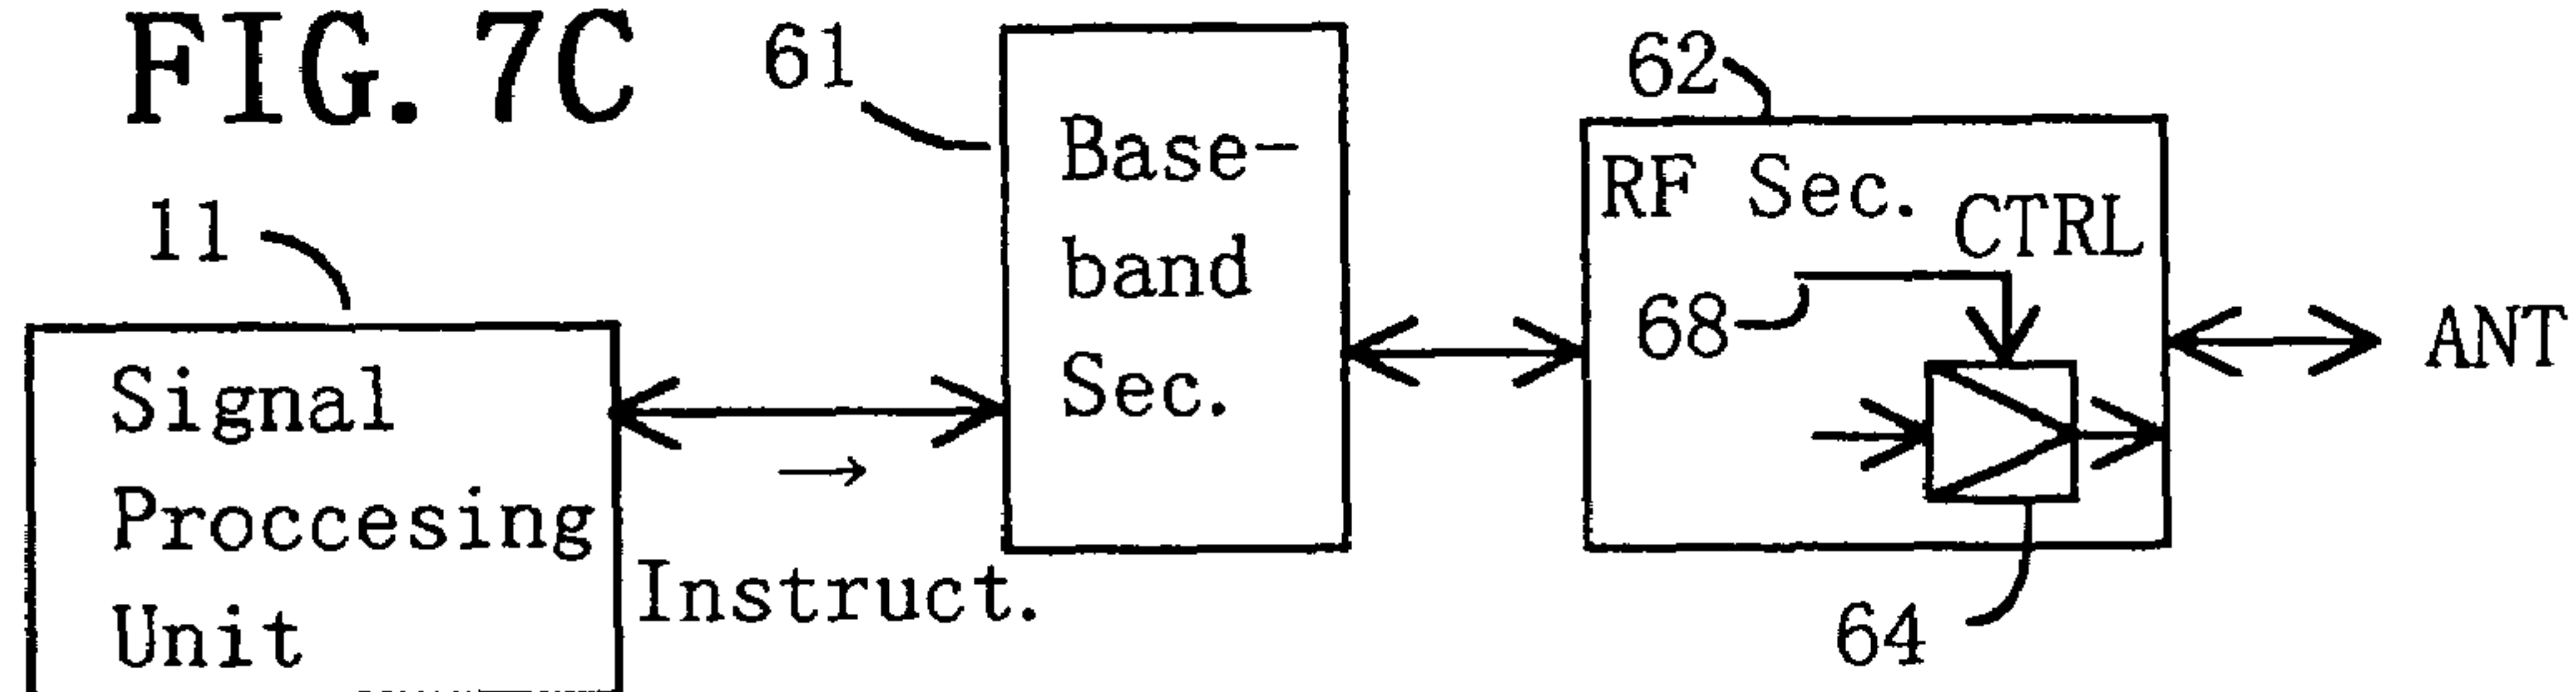 FIG. 7C
61
62
11
Base-
band
Sec.
RF Sec.
CTRL
68
ANT
Signal
Proccesing
Unit
Instruct.
64